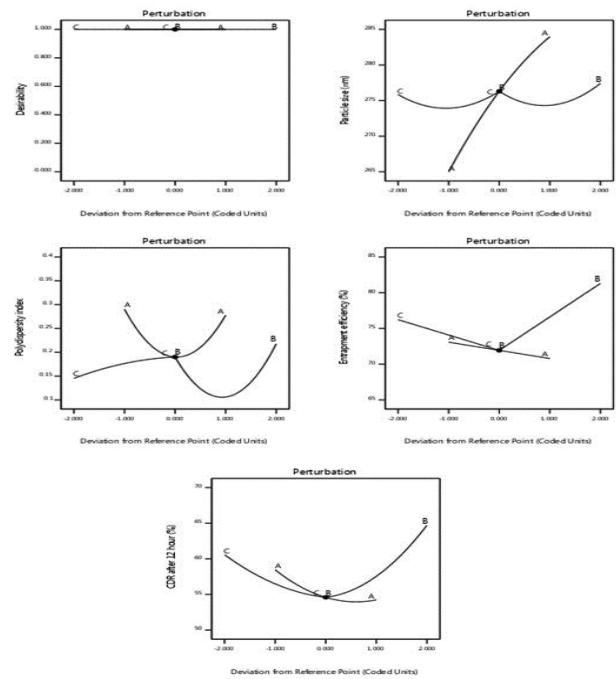 Perturbation
Desirability
1.000
0.800
0.600
0.400
0.200
0.000
C A C B A B
-2.000 -1.000 0.000 1.000 2.000
Deviation from Reference Point (Coded Units)
Perturbation
Particle size (nm)
285
280
275
270
265
A
C C B B
A
-2.000 -1.000 0.000 1.000 2.000
Deviation from Reference Point (Coded Units)
Perturbation
Polydispersity index
0.4
0.35
0.3
0.25
0.2
0.15
0.1
A A
B
C B
C
-2.000 -1.000 0.000 1.000 2.000
Deviation from Reference Point (Coded Units)
Perturbation
Entrapment efficiency (%)
85
80
75
70
65
B
C
A C B
A
-2.000 -1.000 0.000 1.000 2.000
Deviation from Reference Point (Coded Units)
Perturbation
CDR after 12 hour (%)
70
65
60
55
50
B
C
A
C B A
-2.000 -1.000 0.000 1.000 2.000
Deviation from Reference Point (Coded Units)